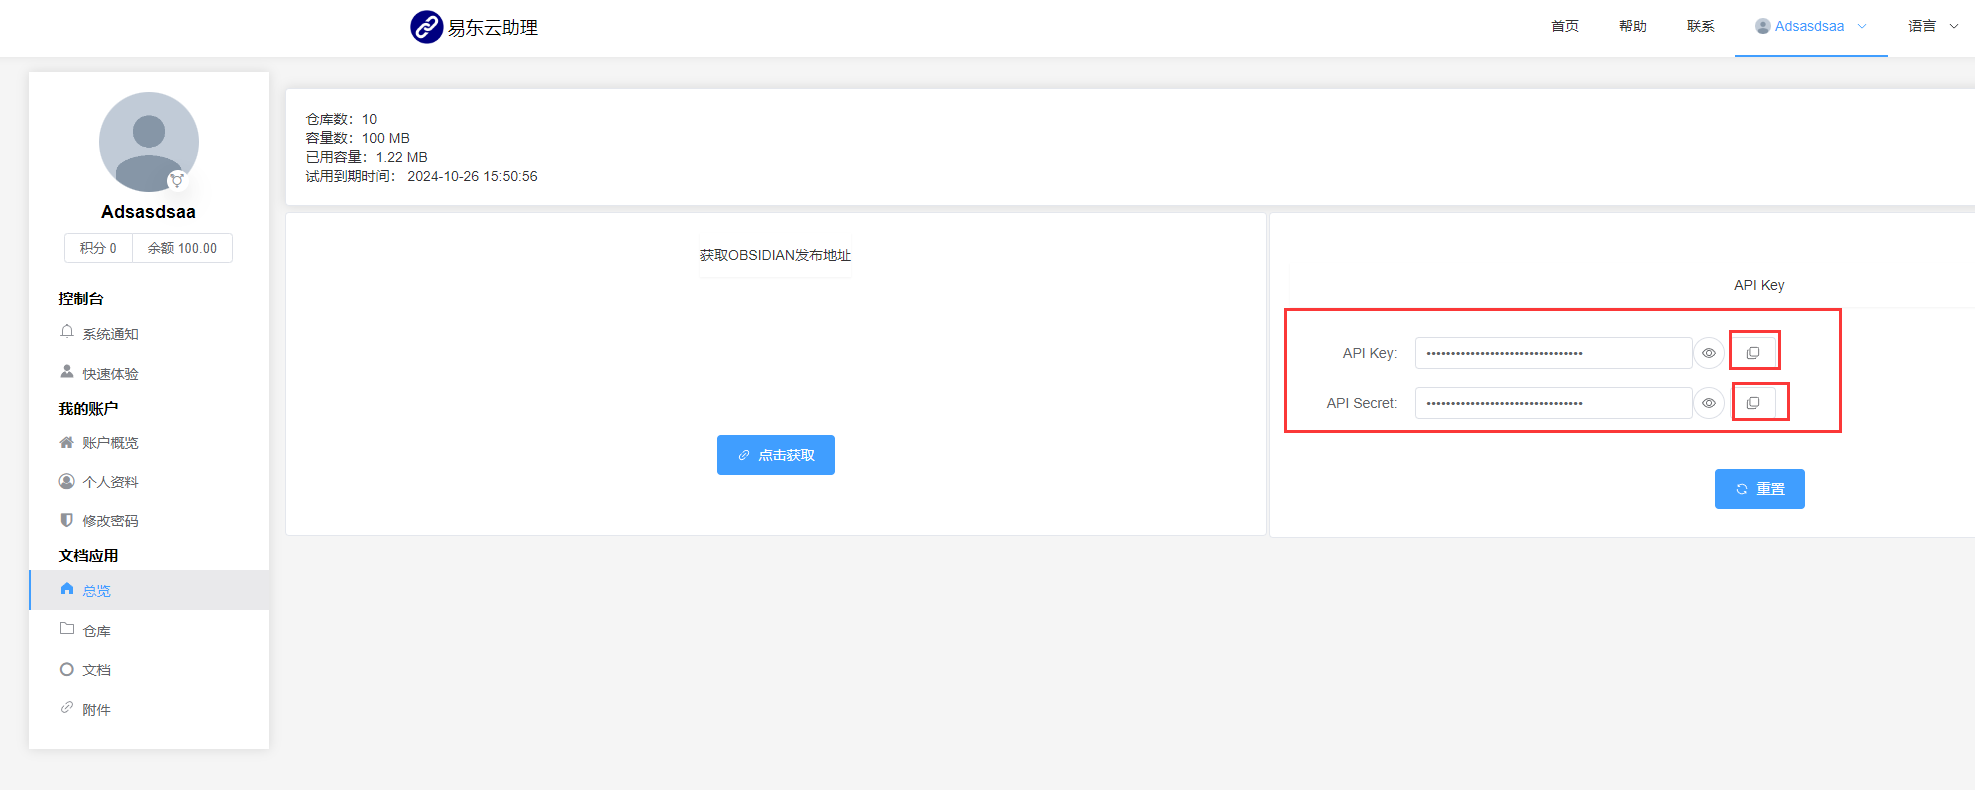 易东云助理
首页 帮助 联系 Adsasdsaa 语言
Adsasdsaa
积分 0 余额 100.00
控制台
系统通知
快速体验
我的账户
账户概览
个人资料
修改密码
文档应用
总览
仓库
文档
附件
仓库数：10
容量数：100 MB
已用容量：1.22 MB
试用到期时间： 2024-10-26 15:50:56
获取OBSIDIAN发布地址
点击获取
API Key
API Key: ••••••••••••••••••••••••••••••••
API Secret: ••••••••••••••••••••••••••••••••
重置